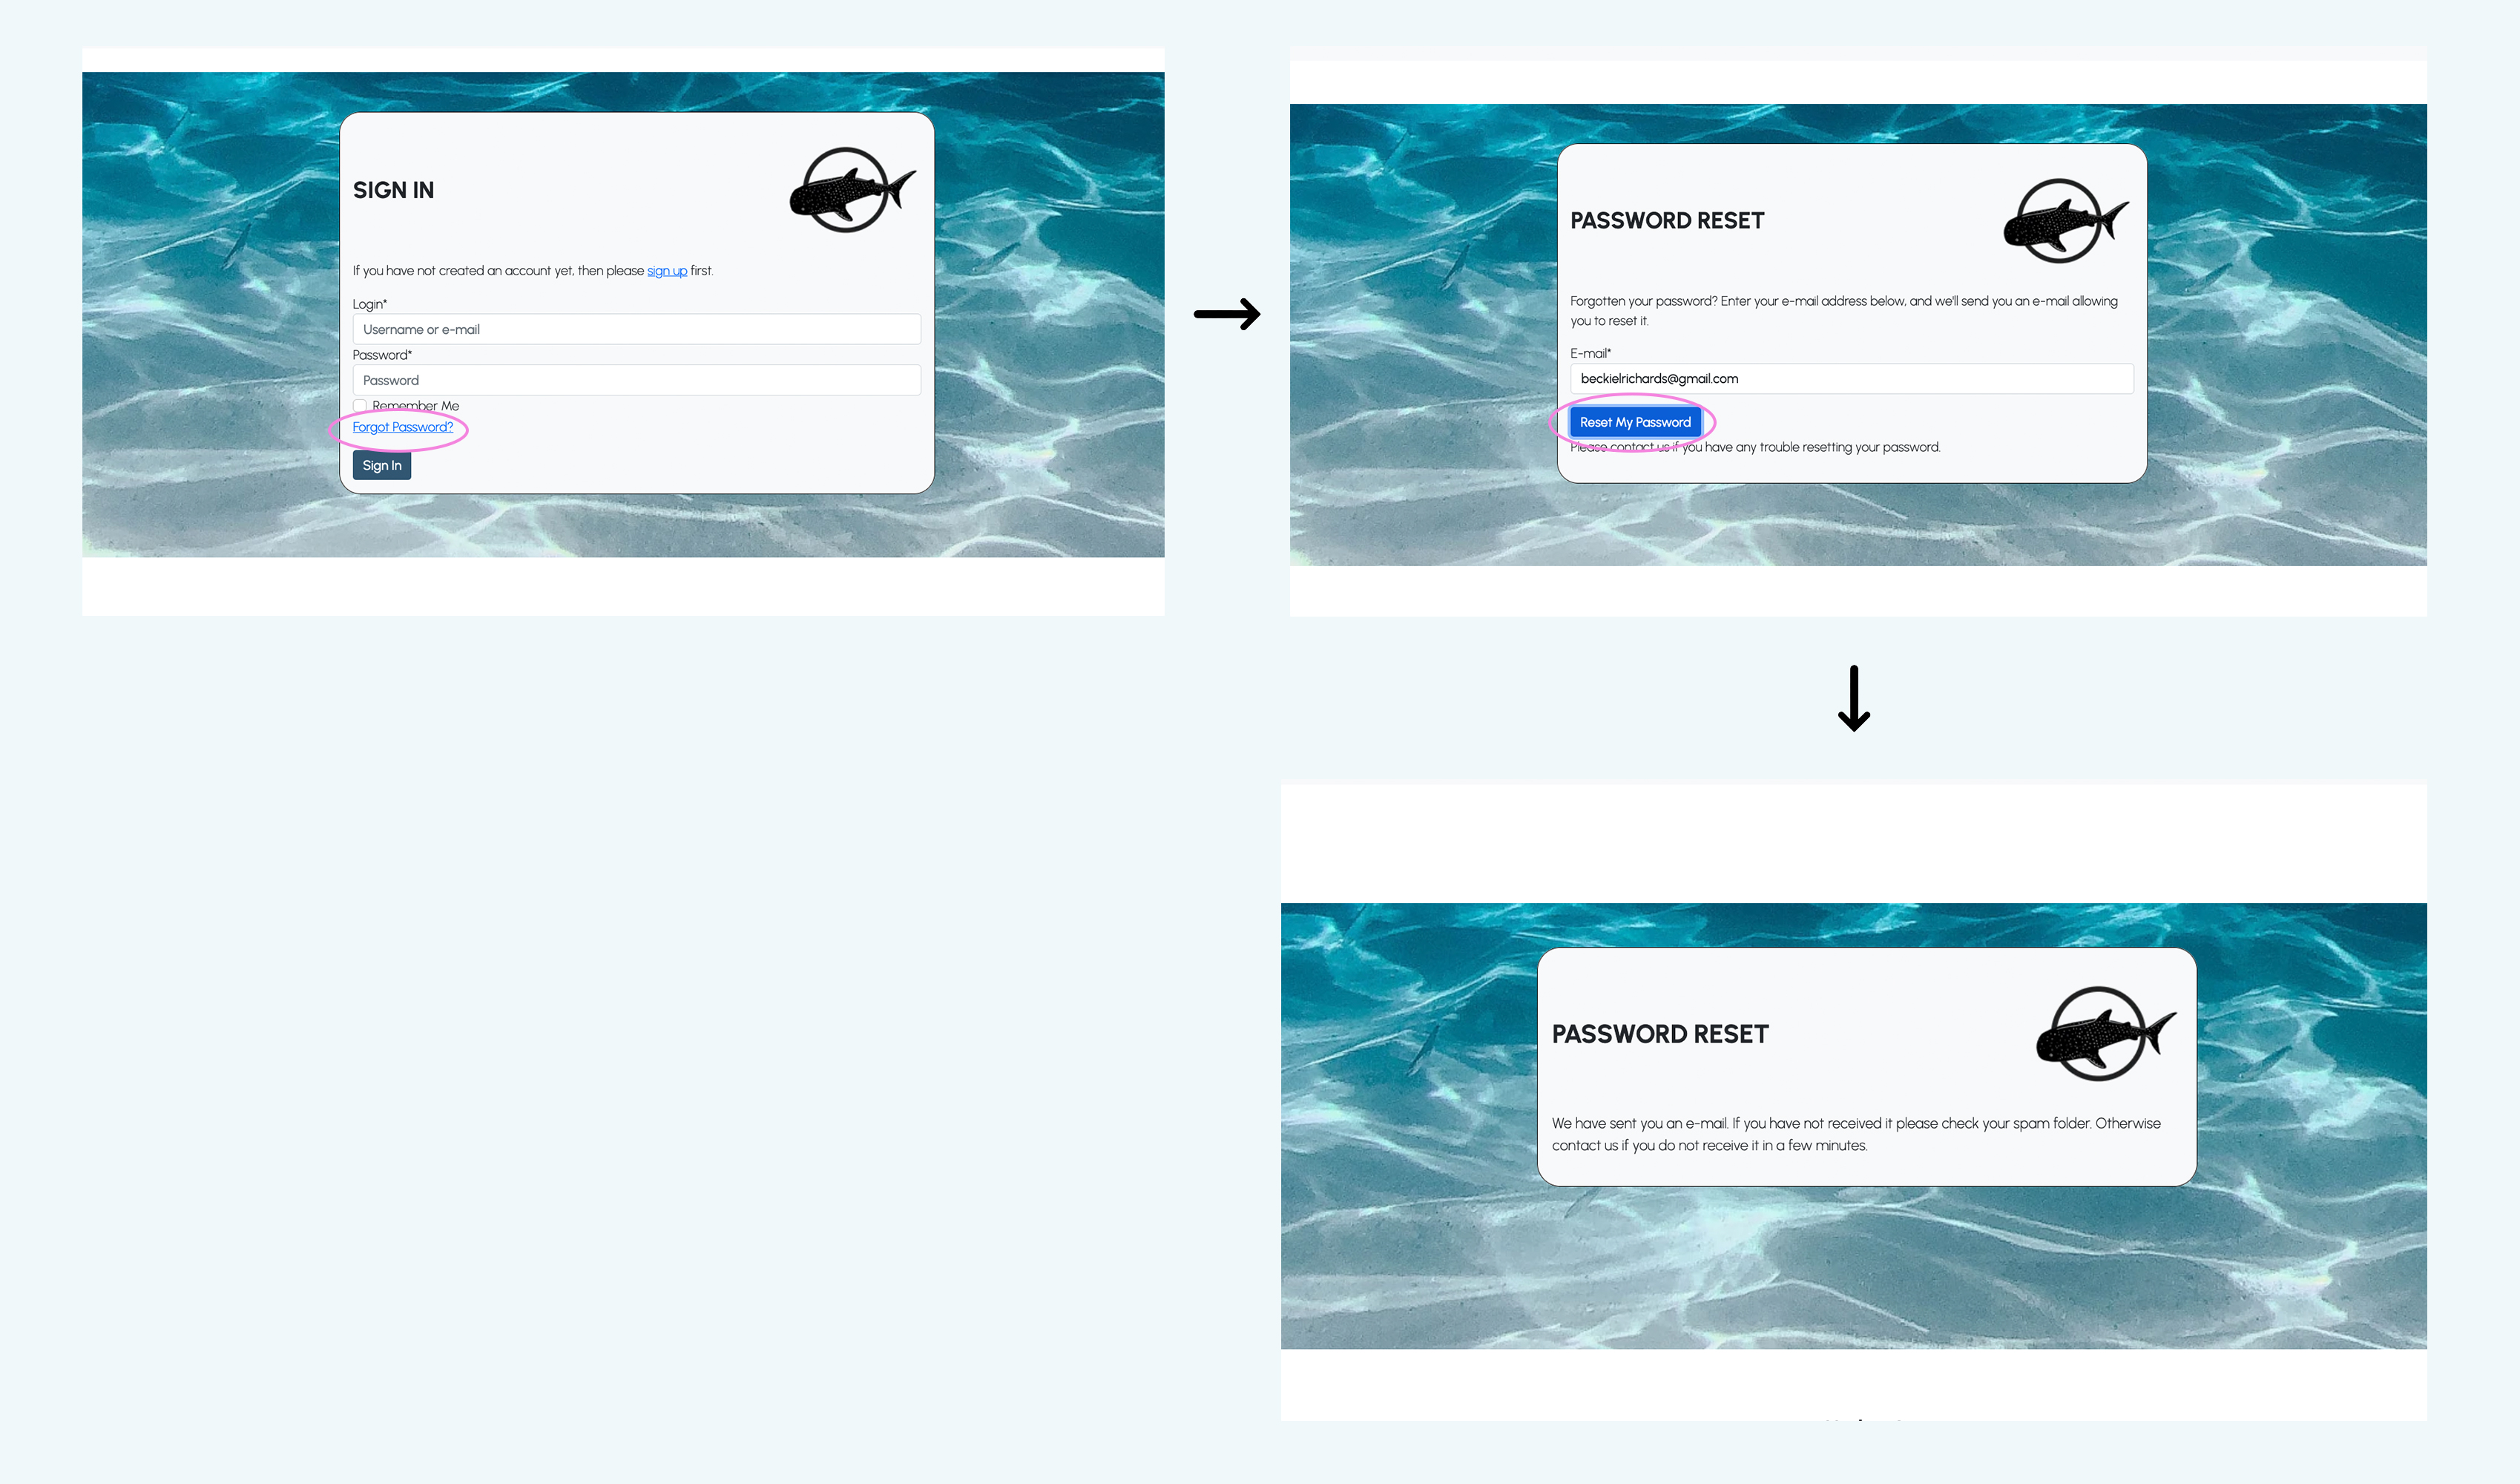 SIGN IN
If you have not created an account yet, then please sign up first.
Login*
Username or e-mail
Password*
Password
Remember Me
Forgot Password?
Sign In
PASSWORD RESET
Forgotten your password? Enter your e-mail address below, and we'll send you an e-mail allowing
you to reset it.
E-mail*
beckielrichards@gmail.com
Reset My Password
Please contact us if you have any trouble resetting your password.
PASSWORD RESET
We have sent you an e-mail. If you have not received it please check your spam folder. Otherwise
contact us if you do not receive it in a few minutes.